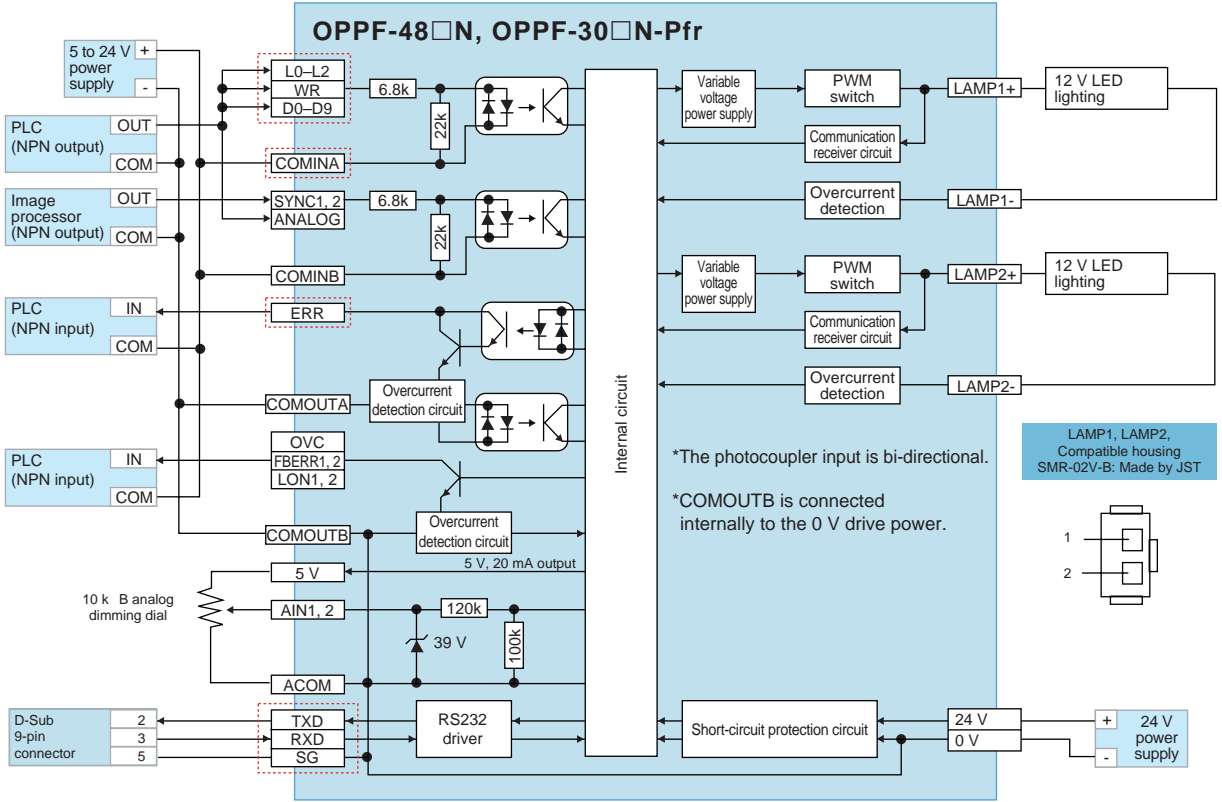 OPPF-48□N, OPPF-30□N-Pfr
5 to 24 V
power
supply
+
-
PLC
(NPN output)
OUT
COM
Image
processor
(NPN output)
OUT
COM
PLC
(NPN input)
IN
COM
PLC
(NPN input)
IN
COM
10 k B analog
dimming dial
D-Sub
9-pin
connector
2
3
5
L0–L2
WR
D0–D9
COMINA
SYNC1, 2
ANALOG
COMINB
ERR
COMOUTA
OVC
FBERR1, 2
LON1, 2
COMOUTB
5 V
AIN1, 2
ACOM
TXD
RXD
SG
6.8k
22k
6.8k
22k
Overcurrent
detection circuit
Overcurrent
detection circuit
5 V, 20 mA output
120k
39 V
100k
RS232
driver
Internal circuit
Variable
voltage
power supply
PWM
switch
Communication
receiver circuit
Overcurrent
detection
LAMP1+
LAMP1-
12 V LED
lighting
Variable
voltage
power supply
PWM
switch
Communication
receiver circuit
Overcurrent
detection
LAMP2+
LAMP2-
12 V LED
lighting
*The photocoupler input is bi-directional.
*COMOUTB is connected
internally to the 0 V drive power.
LAMP1, LAMP2,
Compatible housing
SMR-02V-B: Made by JST
1
2
Short-circuit protection circuit
24 V
0 V
+
-
24 V
power
supply